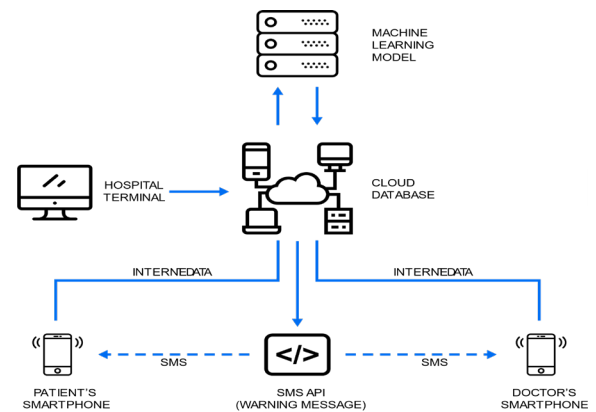 MACHINE
LEARNING
MODEL
HOSPITAL
TERMINAL
CLOUD
DATABASE
INTERNEDATA
INTERNEDATA
</>
SMS
SMS
PATIENT'S
SMARTPHONE
SMS API
(WARNING MESSAGE)
DOCTOR'S
SMARTPHONE